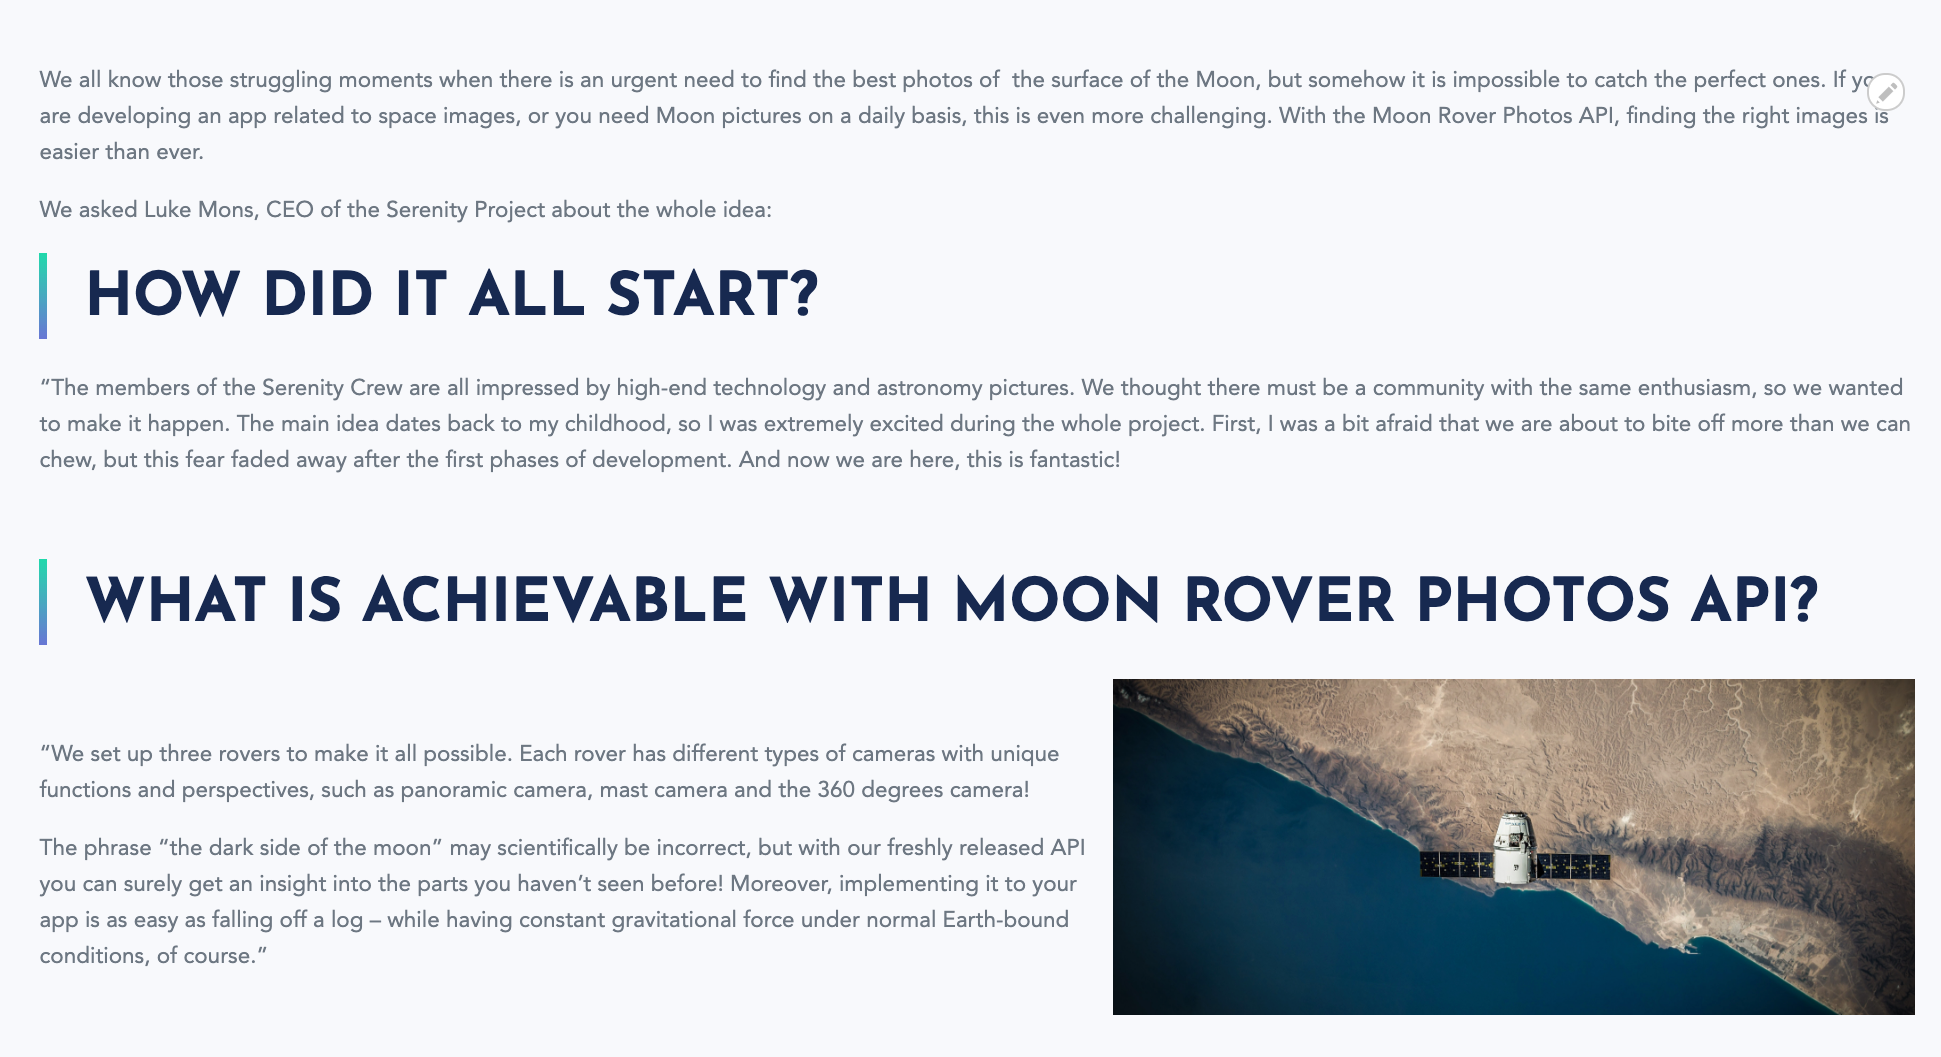 We all know those struggling moments when there is an urgent need to find the best photos of  the surface of the Moon, but somehow it is impossible to catch the perfect ones. If you
are developing an app related to space images, or you need Moon pictures on a daily basis, this is even more challenging. With the Moon Rover Photos API, finding the right images is
easier than ever.
We asked Luke Mons, CEO of the Serenity Project about the whole idea:
HOW DID IT ALL START?
“The members of the Serenity Crew are all impressed by high-end technology and astronomy pictures. We thought there must be a community with the same enthusiasm, so we wanted
to make it happen. The main idea dates back to my childhood, so I was extremely excited during the whole project. First, I was a bit afraid that we are about to bite off more than we can
chew, but this fear faded away after the first phases of development. And now we are here, this is fantastic!
WHAT IS ACHIEVABLE WITH MOON ROVER PHOTOS API?
“We set up three rovers to make it all possible. Each rover has different types of cameras with unique
functions and perspectives, such as panoramic camera, mast camera and the 360 degrees camera!
The phrase “the dark side of the moon” may scientifically be incorrect, but with our freshly released API
you can surely get an insight into the parts you haven’t seen before! Moreover, implementing it to your
app is as easy as falling off a log – while having constant gravitational force under normal Earth-bound
conditions, of course.”